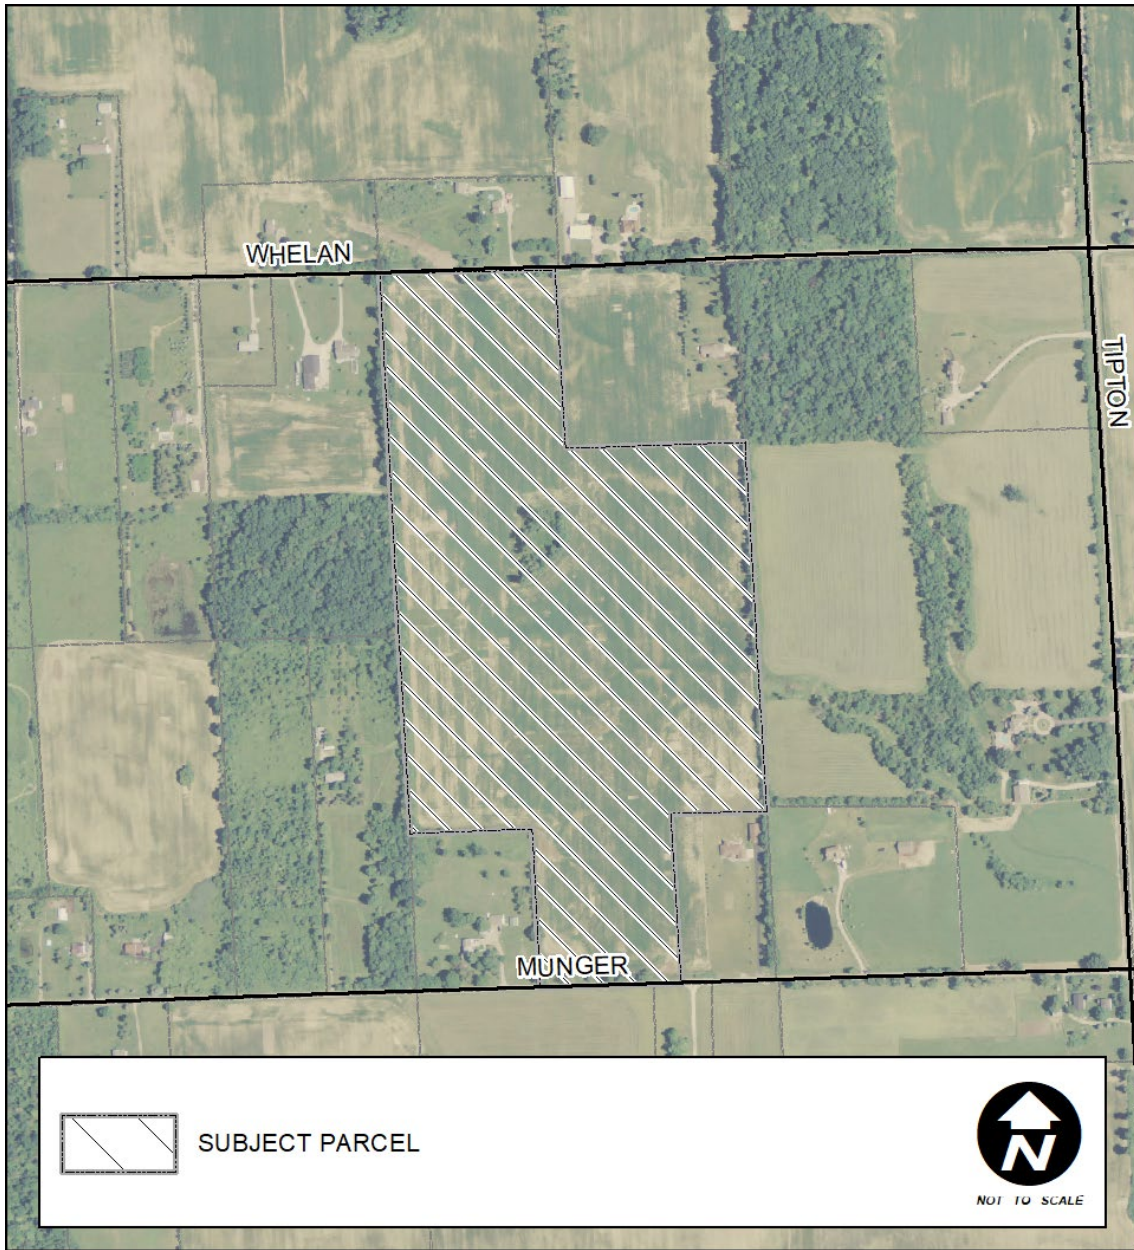 WHELAN
TIPTON
MUNGER
SUBJECT PARCEL
N
NOT TO SCALE